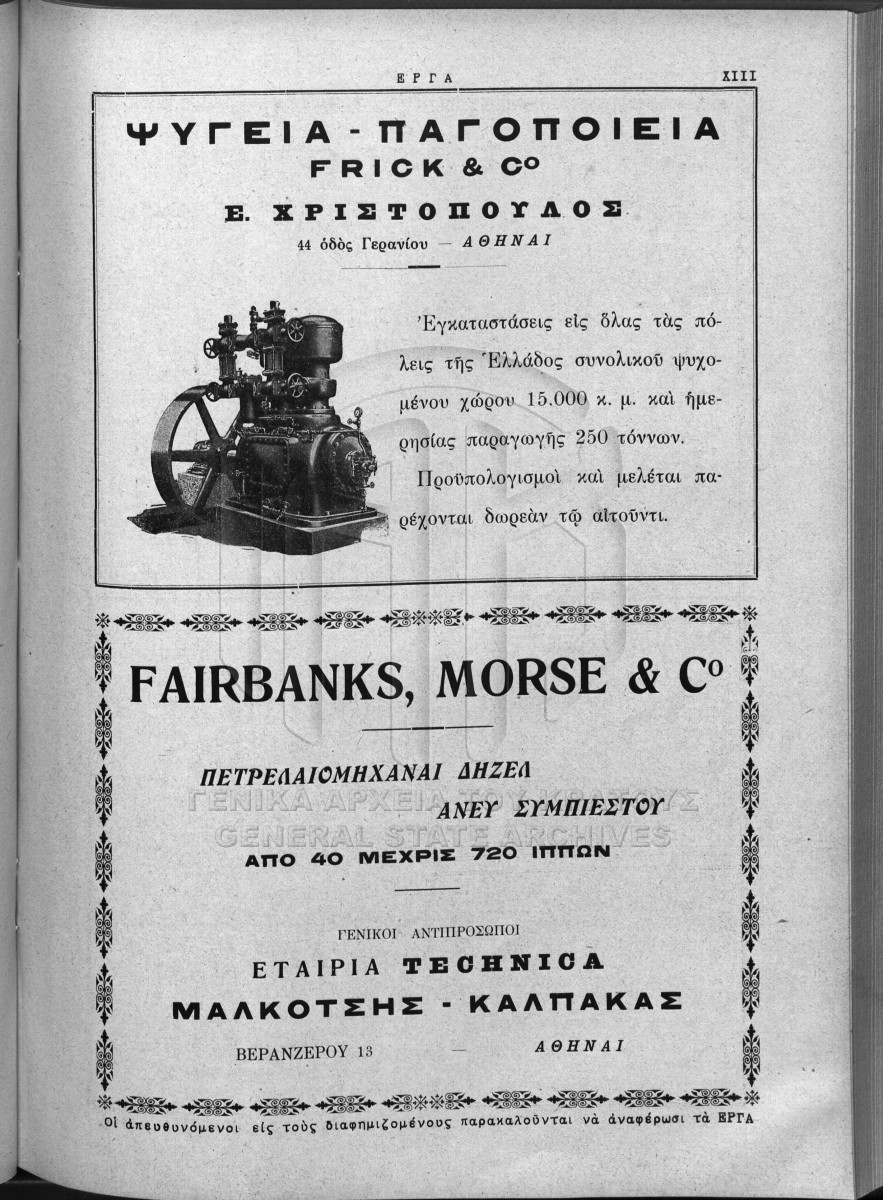 ΕΡΓΑ XIII
ΨΥΓΕΙΑ - ΠΑΓΟΠΟΙΕΙΑ
FRICK & Cº
Ε. ΧΡΙΣΤΟΠΟΥΛΟΣ
44 ὁδὸς Γερανίου — ΑΘΗΝΑΙ
Ἐγκαταστάσεις εἰς ὅλας τὰς πό-
λεις τῆς Ἑλλάδος συνολικοῦ ψυχο-
μένου χώρου 15.000 κ. μ. καὶ ἡμε-
ρησίας παραγωγῆς 250 τόννων.
Προϋπολογισμοὶ καὶ μελέται πα-
ρέχονται δωρεὰν τῷ αἰτοῦντι.
FAIRBANKS, MORSE & Cº
ΠΕΤΡΕΛΑΙΟΜΗΧΑΝΑΙ ΔΗΖΕΛ
ΓΕΝΙΚΑ ΑΡΧΕΙΑ ΤΟΥ ΚΡΑΤΟΥΣ
ΑΝΕΥ ΣΥΜΠΙΕΣΤΟΥ
GENERAL STATE ARCHIVES
ΑΠΟ 40 ΜΕΧΡΙΣ 720 ΙΠΠΩΝ
ΓΕΝΙΚΟΙ ΑΝΤΙΠΡΟΣΩΠΟΙ
ΕΤΑΙΡΙΑ TECHNICA
ΜΑΛΚΟΤΣΗΣ - ΚΑΛΠΑΚΑΣ
ΒΕΡΑΝΖΕΡΟΥ 13 — ΑΘΗΝΑΙ
Οἱ ἀπευθυνόμενοι εἰς τοὺς διαφημιζομένους παρακαλοῦνται νὰ ἀναφέρωσι τὰ ΕΡΓΑ